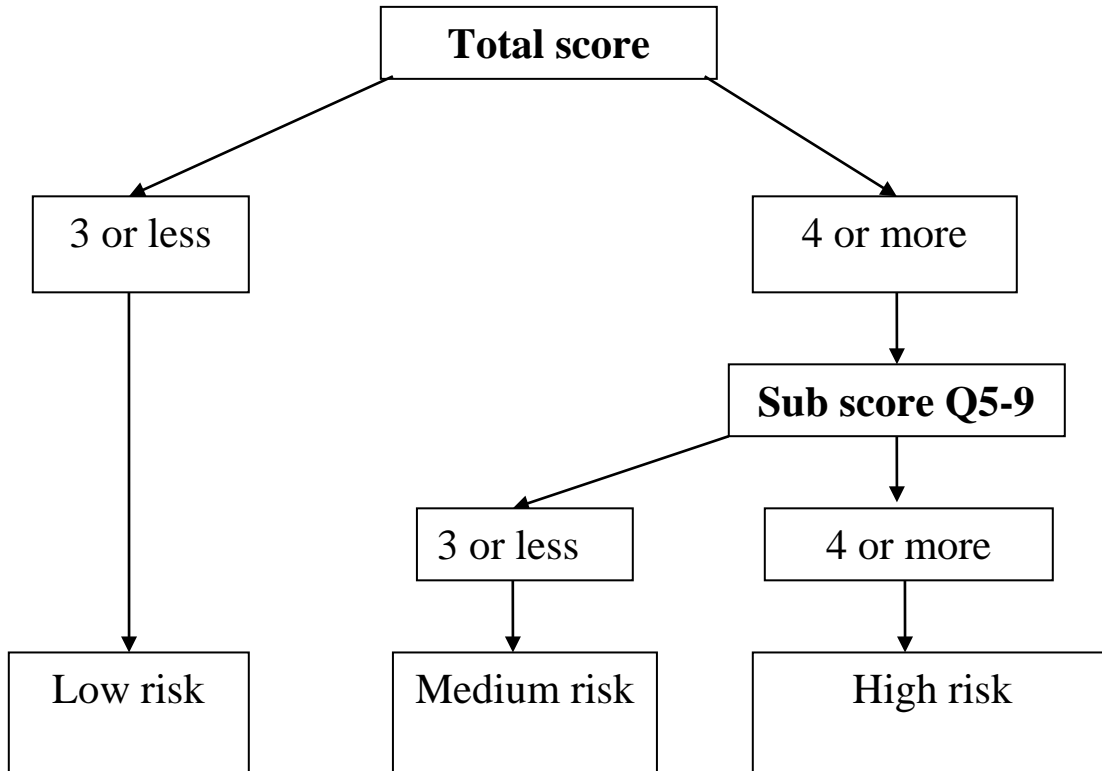 Total score
3 or less
4 or more
Sub score Q5-9
3 or less
4 or more
Low risk
Medium risk
High risk